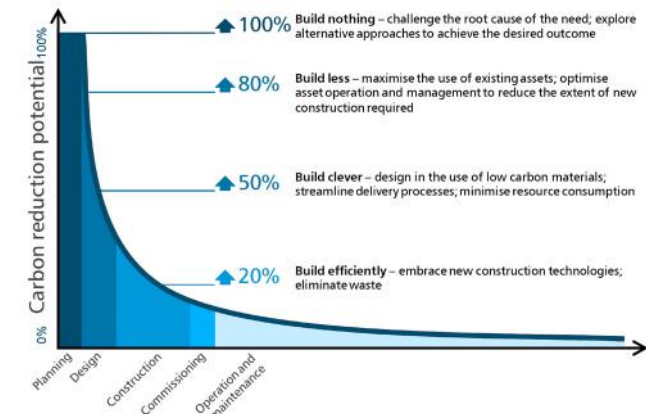 100% Build nothing – challenge the root cause of the need; explore
alternative approaches to achieve the desired outcome
80% Build less – maximise the use of existing assets; optimise
asset operation and management to reduce the extent of new
construction required
50% Build clever – design in the use of low carbon materials;
streamline delivery processes; minimise resource consumption
20% Build efficiently – embrace new construction technologies;
eliminate waste
Carbon reduction potential
100%
0%
Planning
Design
Construction
Commissioning
Operation and